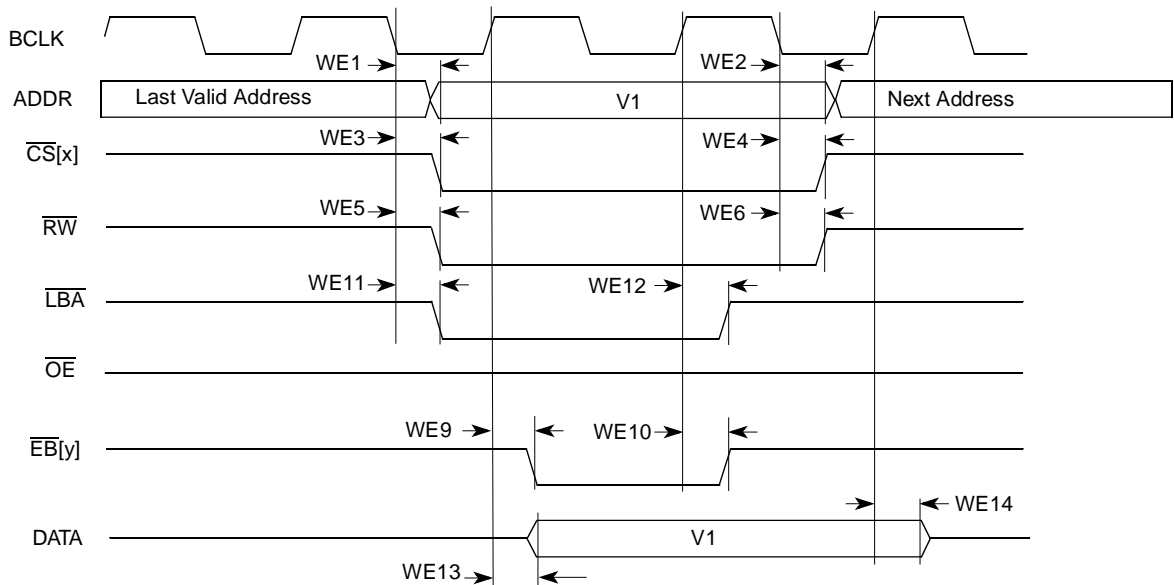 BCLK
WE1 WE2
ADDR Last Valid Address V1 Next Address
WE3 WE4
CS[x]
WE5 WE6
RW
WE11 WE12
LBA
OE
WE9 WE10
EB[y]
WE14
DATA V1
WE13